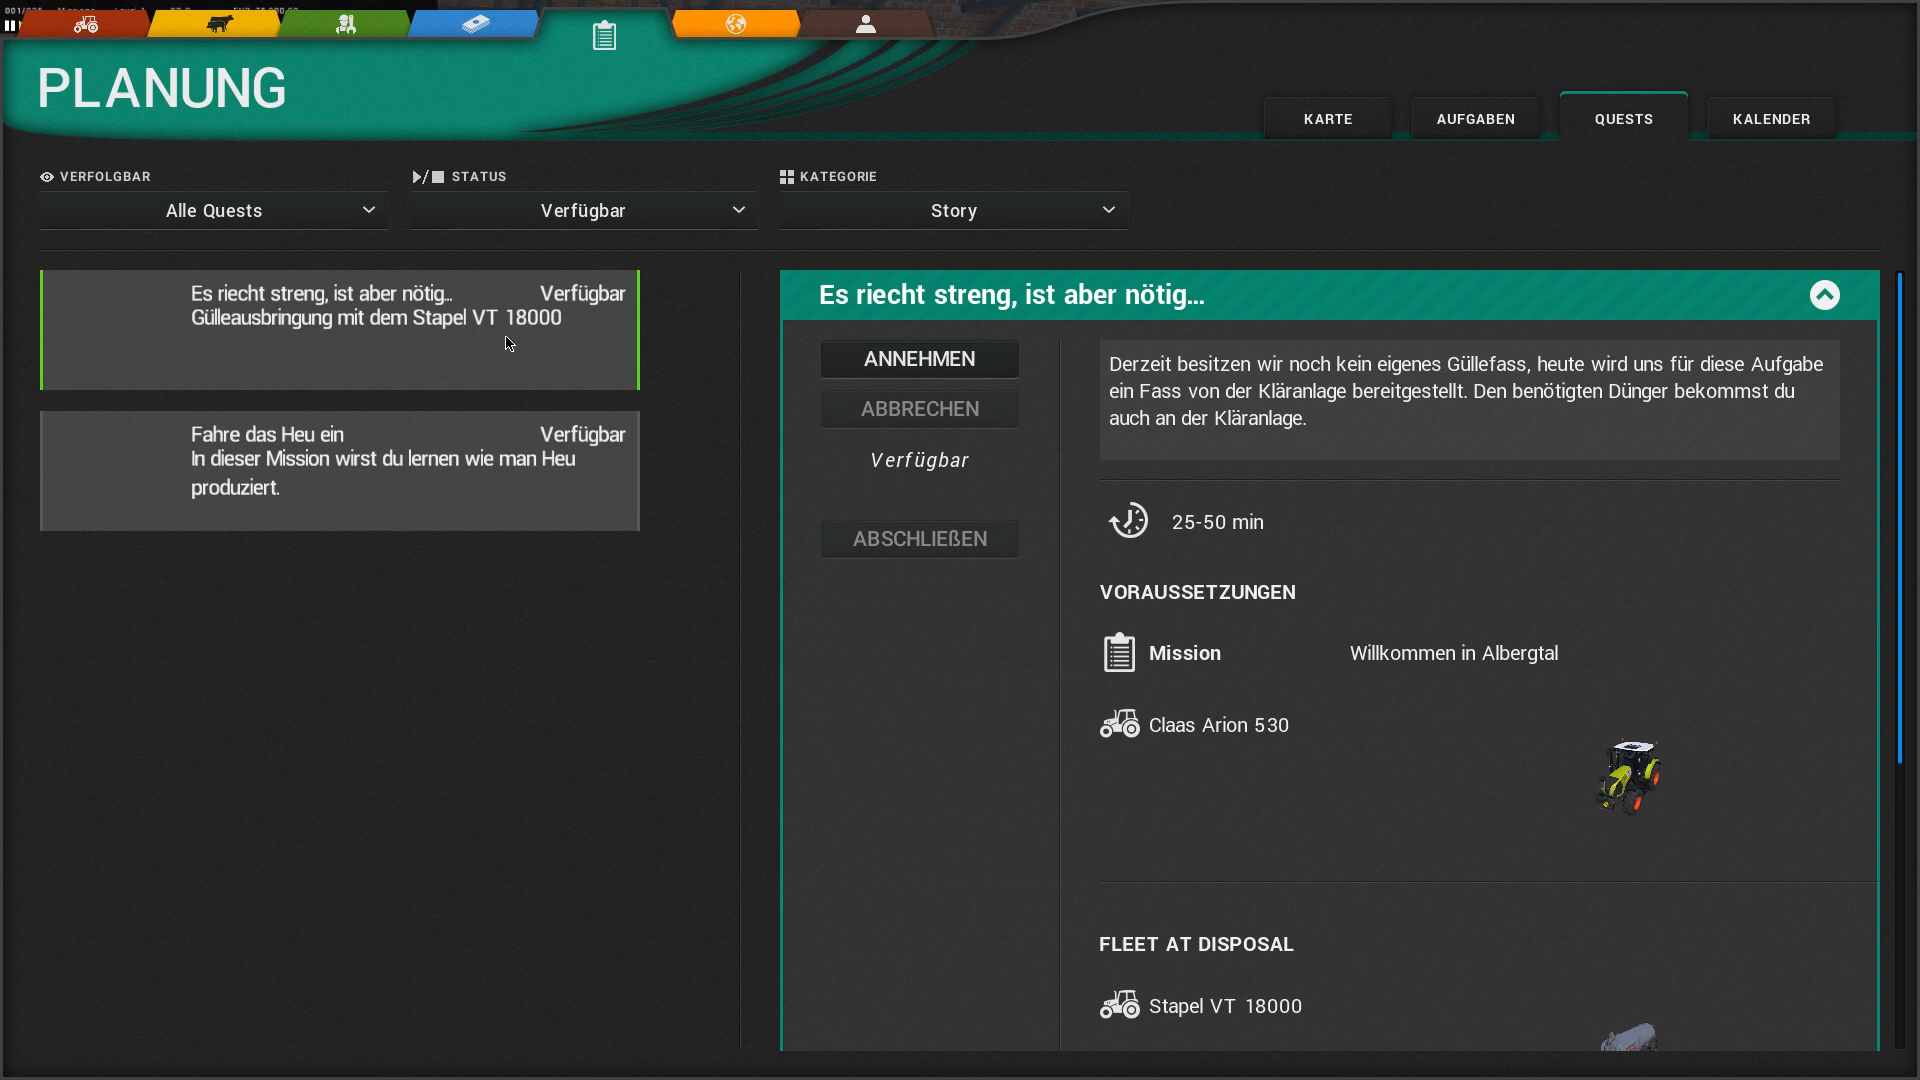 PLANUNG
KARTE
AUFGABEN
QUESTS
KALENDER
VERFOLGBAR
STATUS
KATEGORIE
Alle Quests
Verfügbar
Story
Es riecht streng, ist aber nötig... Verfügbar
Gülleausbringung mit dem Stapel VT 18000
Fahre das Heu ein Verfügbar
In dieser Mission wirst du lernen wie man Heu
produziert.
Es riecht streng, ist aber nötig...
ANNEHMEN
ABBRECHEN
Verfügbar
ABSCHLIEßEN
Derzeit besitzen wir noch kein eigenes Güllefass, heute wird uns für diese Aufgabe
ein Fass von der Kläranlage bereitgestellt. Den benötigten Dünger bekommst du
auch an der Kläranlage.
25-50 min
VORAUSSETZUNGEN
Mission Willkommen in Albergtal
Claas Arion 530
FLEET AT DISPOSAL
Stapel VT 18000